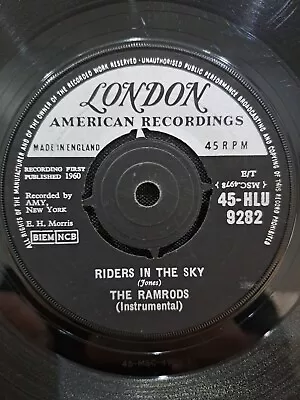 ALL RIGHTS OF THE MANUFACTURER AND OF THE OWNER OF THE RECORDED WORK RESERVED · UNAUTHORISED PUBLIC PERFORMANCE BROADCASTING AND COPYING OF THIS RECORD PROHIBITED
LONDON
AMERICAN RECORDINGS
MADE IN ENGLAND
45 RPM
RECORDING FIRST
PUBLISHED 1960
E/T
Recorded by
AMY,
New York
45-HLU
9282
E. H. Morris
BIEM NCB
RIDERS IN THE SKY
(Jones)
THE RAMRODS
(Instrumental)